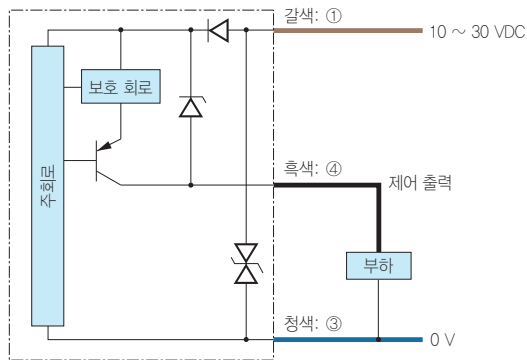 갈색: ①
10 ～ 30 VDC
보호 회로
주회로
흑색: ④
제어 출력
부하
청색: ③
0 V